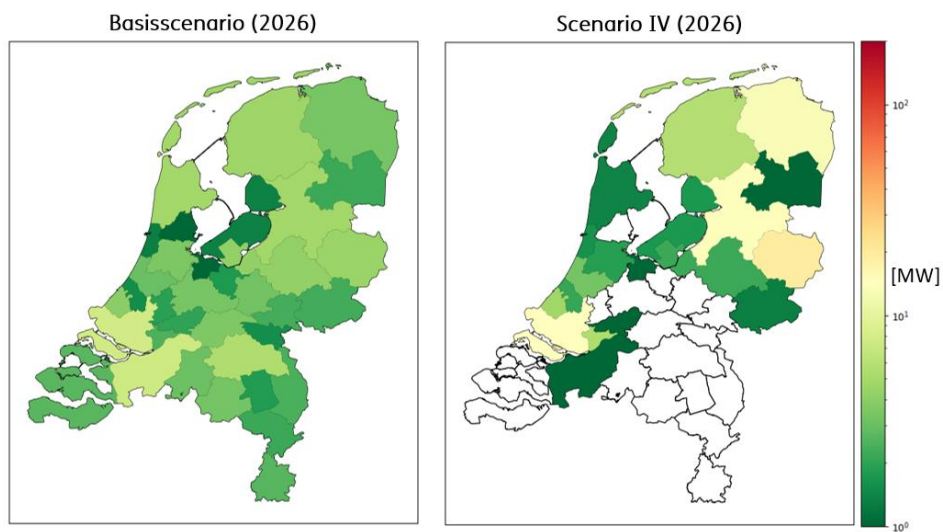 Basisscenario (2026)
Scenario IV (2026)
10²
[MW]
10¹
10⁰